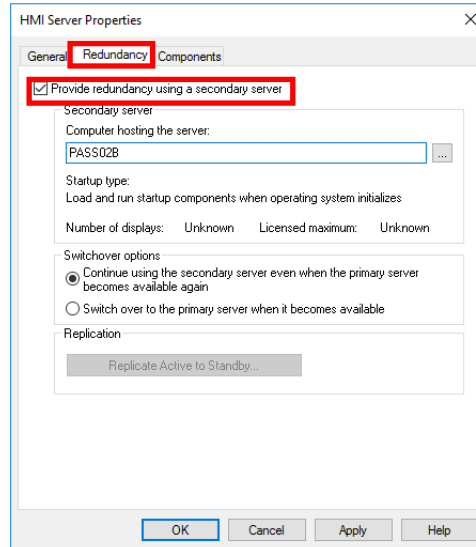 HMI Server Properties
General Redundancy Components
Provide redundancy using a secondary server
Secondary server
Computer hosting the server:
PASS02B
...
Startup type:
Load and run startup components when operating system initializes
Number of displays: Unknown Licensed maximum: Unknown
Switchover options
Continue using the secondary server even when the primary server
becomes available again
Switch over to the primary server when it becomes available
Replication
Replicate Active to Standby...
OK Cancel Apply Help